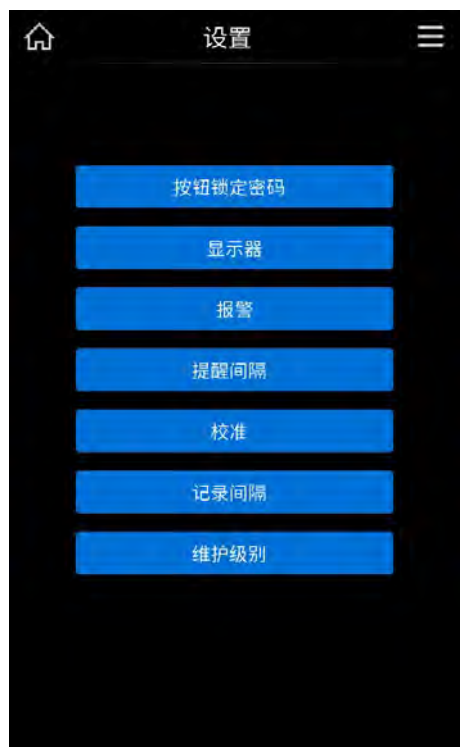 设置
按钮锁定密码
显示器
报警
提醒间隔
校准
记录间隔
维护级别